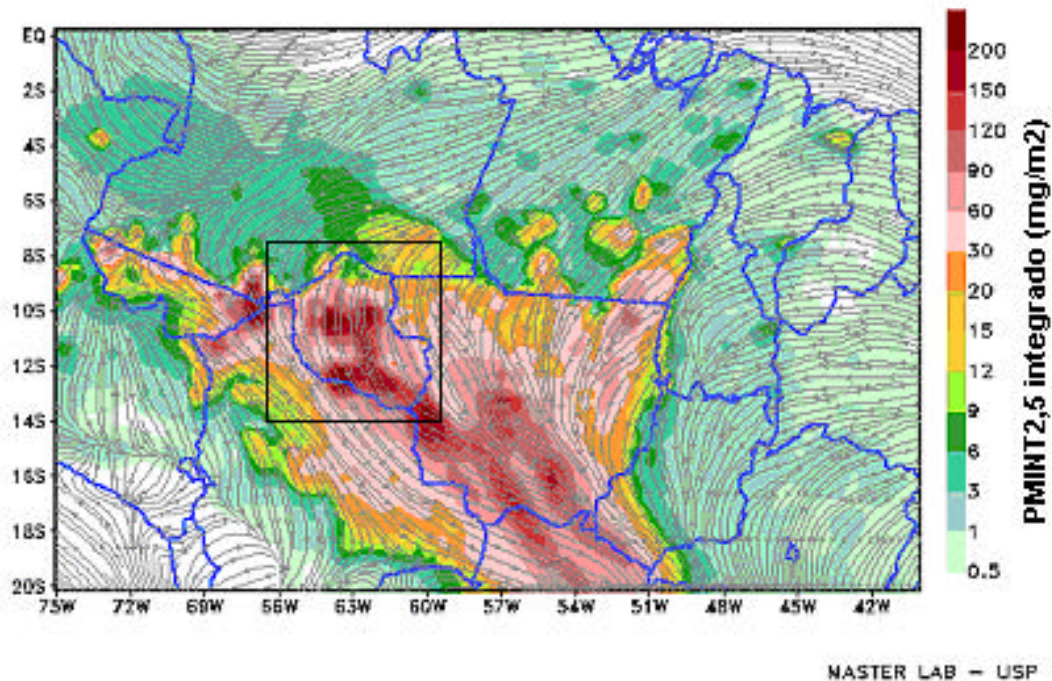 EQ
2S
4S
6S
8S
10S
12S
14S
16S
18S
20S
75W 72W 69W 66W 63W 60W 57W 54W 51W 48W 45W 42W
200
150
120
90
60
30
20
15
12
9
6
3
1
0.5
PMINT2,5 integrado (mg/m2)
MASTER LAB – USP